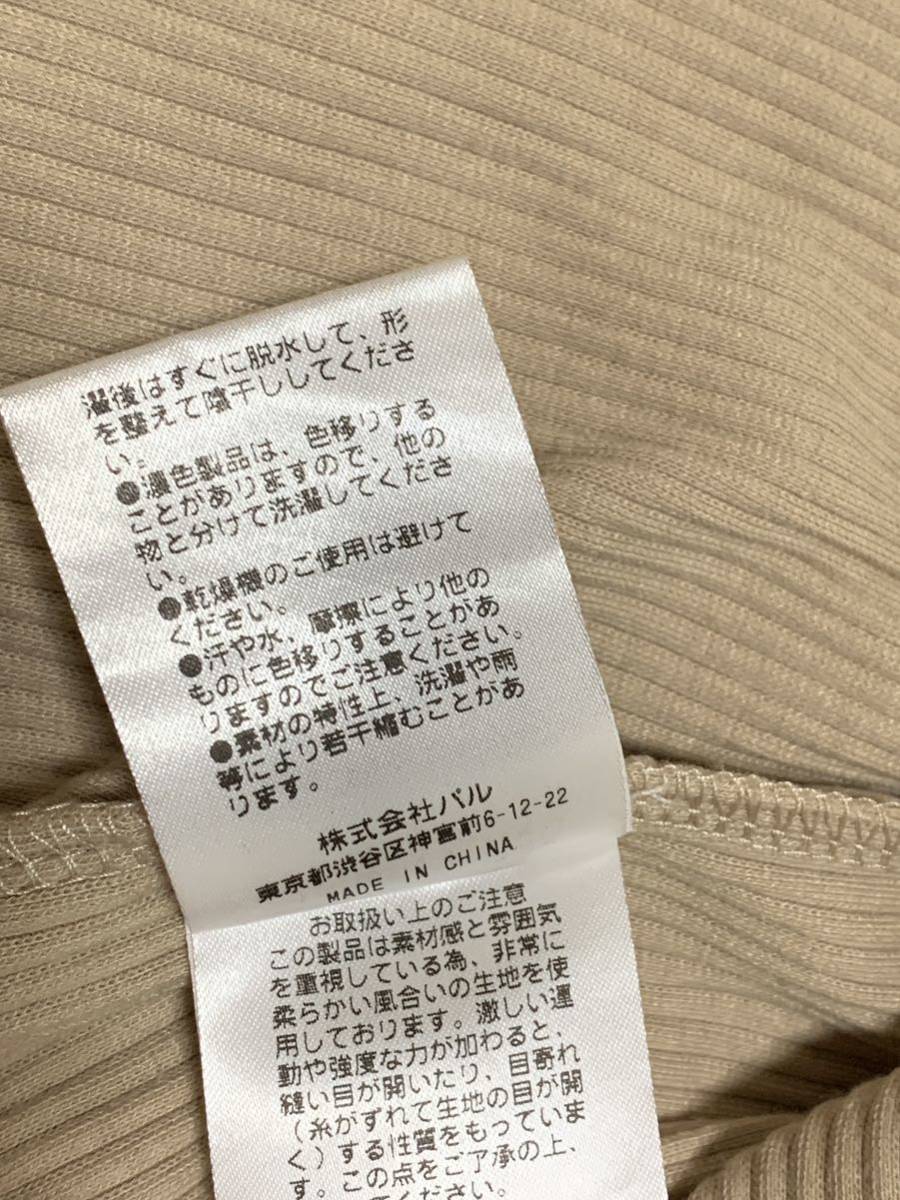 濯後はすぐに脱水して、形
を整えて陰干ししてくださ
い。
●濃色製品は、色移りする
ことがありますので、他の
物と分けて洗濯してくださ
い。
●乾燥機のご使用は避けて
ください。
●汗や水、摩擦により他の
ものに色移りすることがあ
りますのでご注意ください。
●素材の特性上、洗濯や雨
等により若干縮むことがあ
ります。
株式会社パル
東京都渋谷区神宮前6-12-22
MADE IN CHINA
お取扱い上のご注意
この製品は素材感と雰囲気
を重視している為、非常に
柔らかい風合いの生地を使
用しております。激しい運
動や強度な力が加わると、
縫い目が開いたり、目寄れ
(糸がずれて生地の目が開
く)する性質をもっていま
す。この点をご了承の上、
てください。